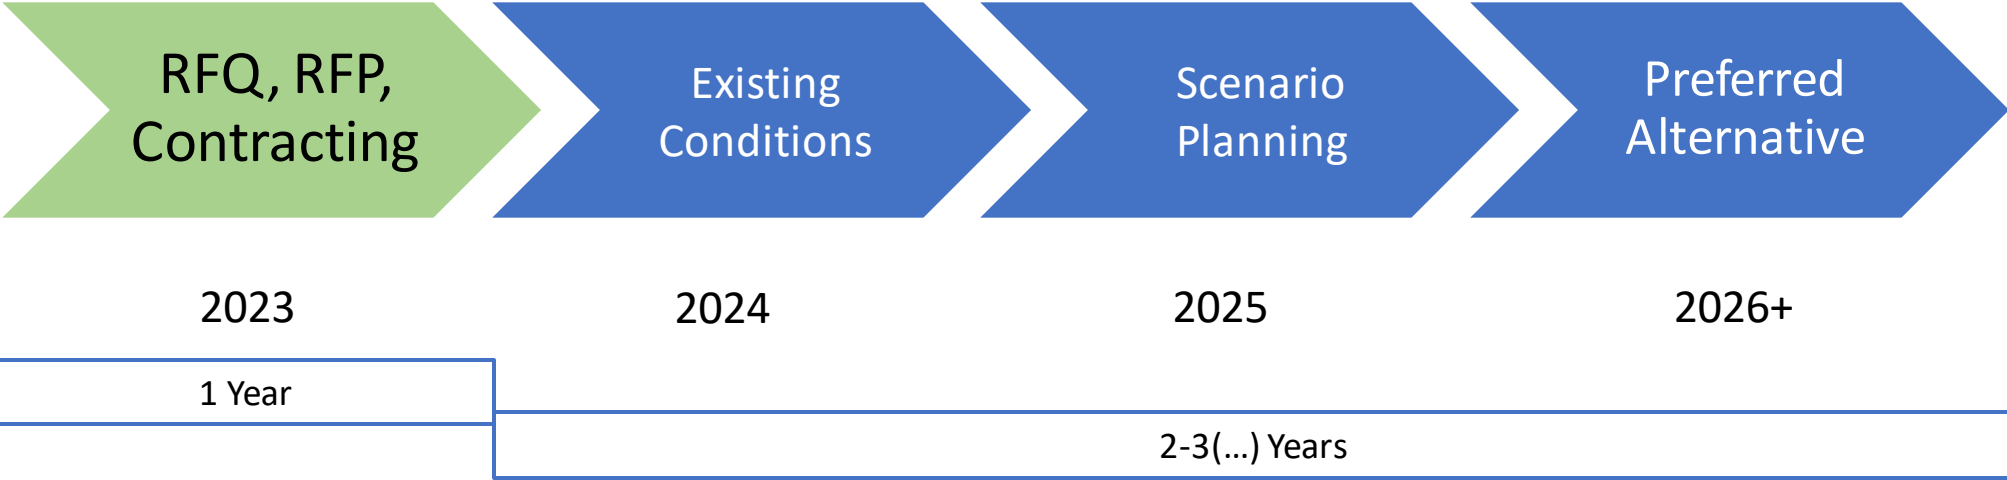 RFQ, RFP,
Contracting
Existing
Conditions
Scenario
Planning
Preferred
Alternative
2023
2024
2025
2026+
1 Year
2-3(...) Years